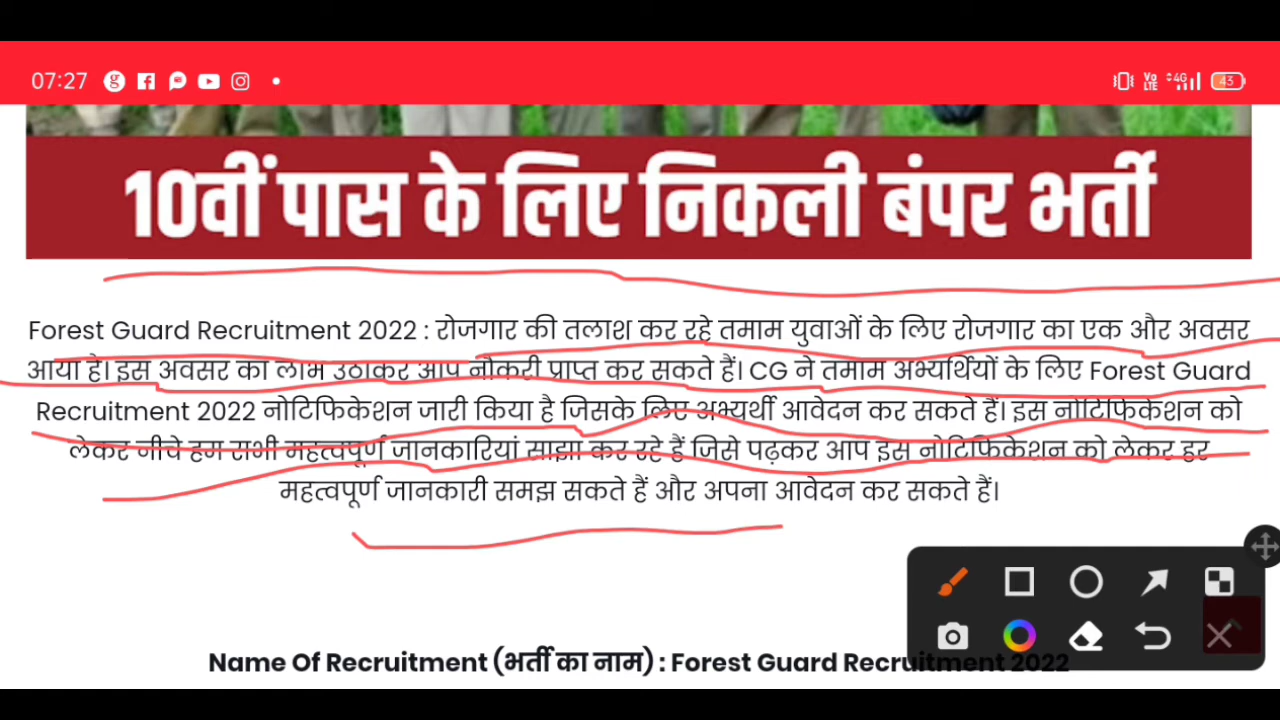 07:27
Vo LTE 4G 43
10वीं पास के लिए निकली बंपर भर्ती
Forest Guard Recruitment 2022 : रोजगार की तलाश कर रहे तमाम युवाओं के लिए रोजगार का एक और अवसर
आया हे। इस अवसर का लाभ उठाकर आप नौकरी प्राप्त कर सकते हैं। CG ने तमाम अभ्यर्थियों के लिए Forest Guard
Recruitment 2022 नोटिफिकेशन जारी किया है जिसके लिए अभ्यर्थी आवेदन कर सकते हैं। इस नोटिफिकेशन को
लेकर नीचे हम सभी महत्वपूर्ण जानकारियां साझा कर रहे हैं जिसे पढ़कर आप इस नोटिफिकेशन को लेकर हर
महत्वपूर्ण जानकारी समझ सकते हैं और अपना आवेदन कर सकते हैं।
Name Of Recruitment (भर्ती का नाम) : Forest Guard Recruitment 2022